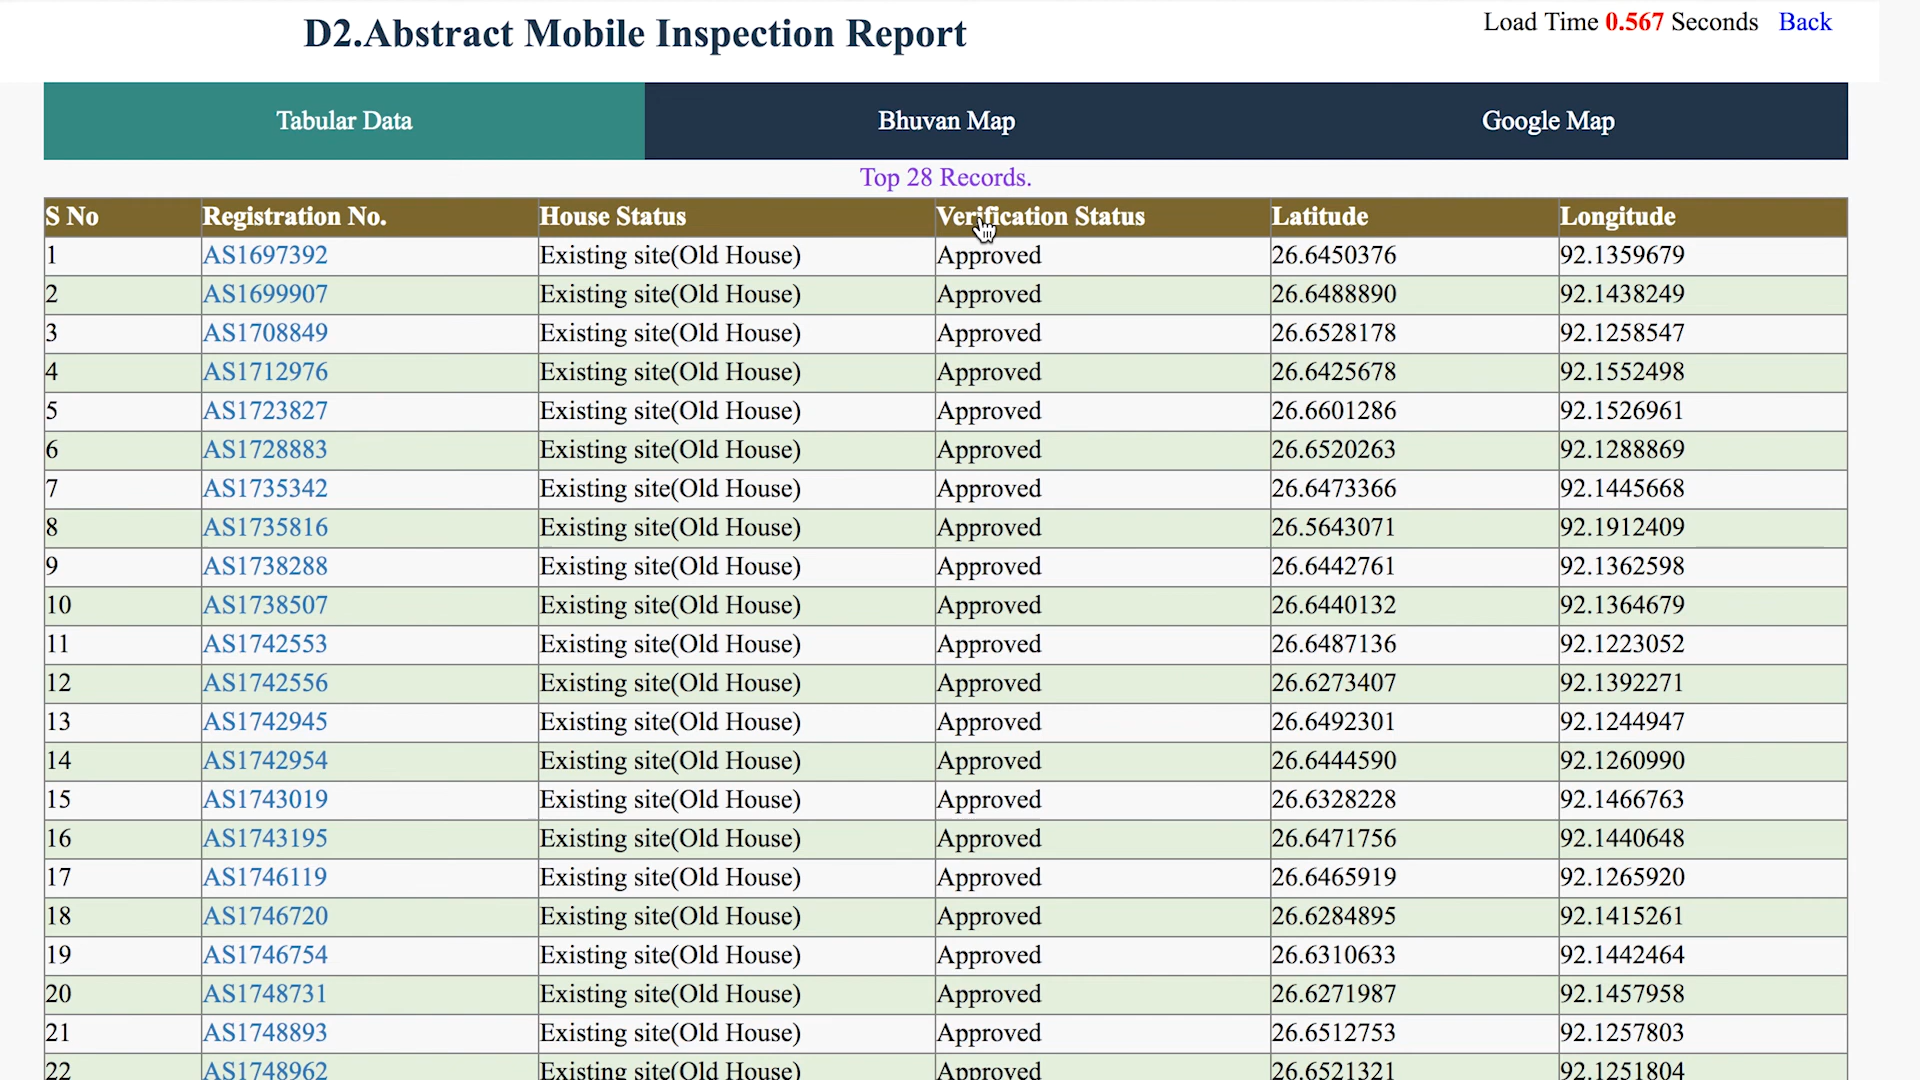 D2.Abstract Mobile Inspection Report
Load Time 0.567 Seconds Back
Tabular Data Bhuvan Map Google Map
Top 28 Records.
S No Registration No. House Status Verification Status Latitude Longitude
1 AS1697392 Existing site(Old House) Approved 26.6450376 92.1359679
2 AS1699907 Existing site(Old House) Approved 26.6488890 92.1438249
3 AS1708849 Existing site(Old House) Approved 26.6528178 92.1258547
4 AS1712976 Existing site(Old House) Approved 26.6425678 92.1552498
5 AS1723827 Existing site(Old House) Approved 26.6601286 92.1526961
6 AS1728883 Existing site(Old House) Approved 26.6520263 92.1288869
7 AS1735342 Existing site(Old House) Approved 26.6473366 92.1445668
8 AS1735816 Existing site(Old House) Approved 26.5643071 92.1912409
9 AS1738288 Existing site(Old House) Approved 26.6442761 92.1362598
10 AS1738507 Existing site(Old House) Approved 26.6440132 92.1364679
11 AS1742553 Existing site(Old House) Approved 26.6487136 92.1223052
12 AS1742556 Existing site(Old House) Approved 26.6273407 92.1392271
13 AS1742945 Existing site(Old House) Approved 26.6492301 92.1244947
14 AS1742954 Existing site(Old House) Approved 26.6444590 92.1260990
15 AS1743019 Existing site(Old House) Approved 26.6328228 92.1466763
16 AS1743195 Existing site(Old House) Approved 26.6471756 92.1440648
17 AS1746119 Existing site(Old House) Approved 26.6465919 92.1265920
18 AS1746720 Existing site(Old House) Approved 26.6284895 92.1415261
19 AS1746754 Existing site(Old House) Approved 26.6310633 92.1442464
20 AS1748731 Existing site(Old House) Approved 26.6271987 92.1457958
21 AS1748893 Existing site(Old House) Approved 26.6512753 92.1257803
22 AS1748962 Existing site(Old House) Approved 26.6521321 92.1251804